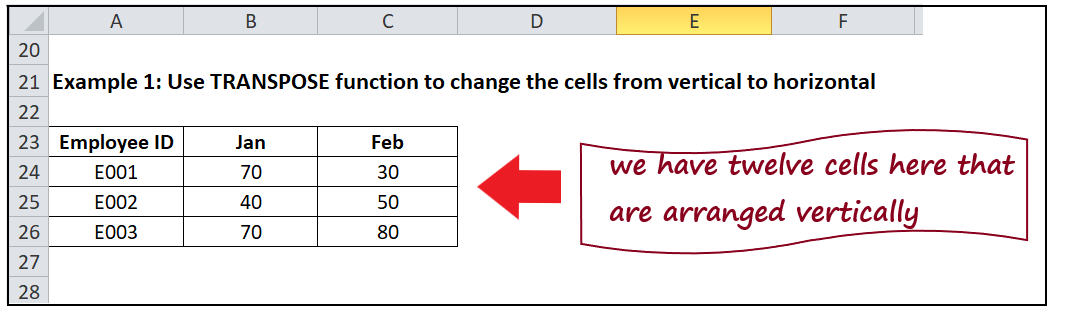 A B C D E F
20
21 Example 1: Use TRANSPOSE function to change the cells from vertical to horizontal
22
23 Employee ID Jan Feb
24 E001 70 30
25 E002 40 50
26 E003 70 80
27
28
we have twelve cells here that
are arranged vertically